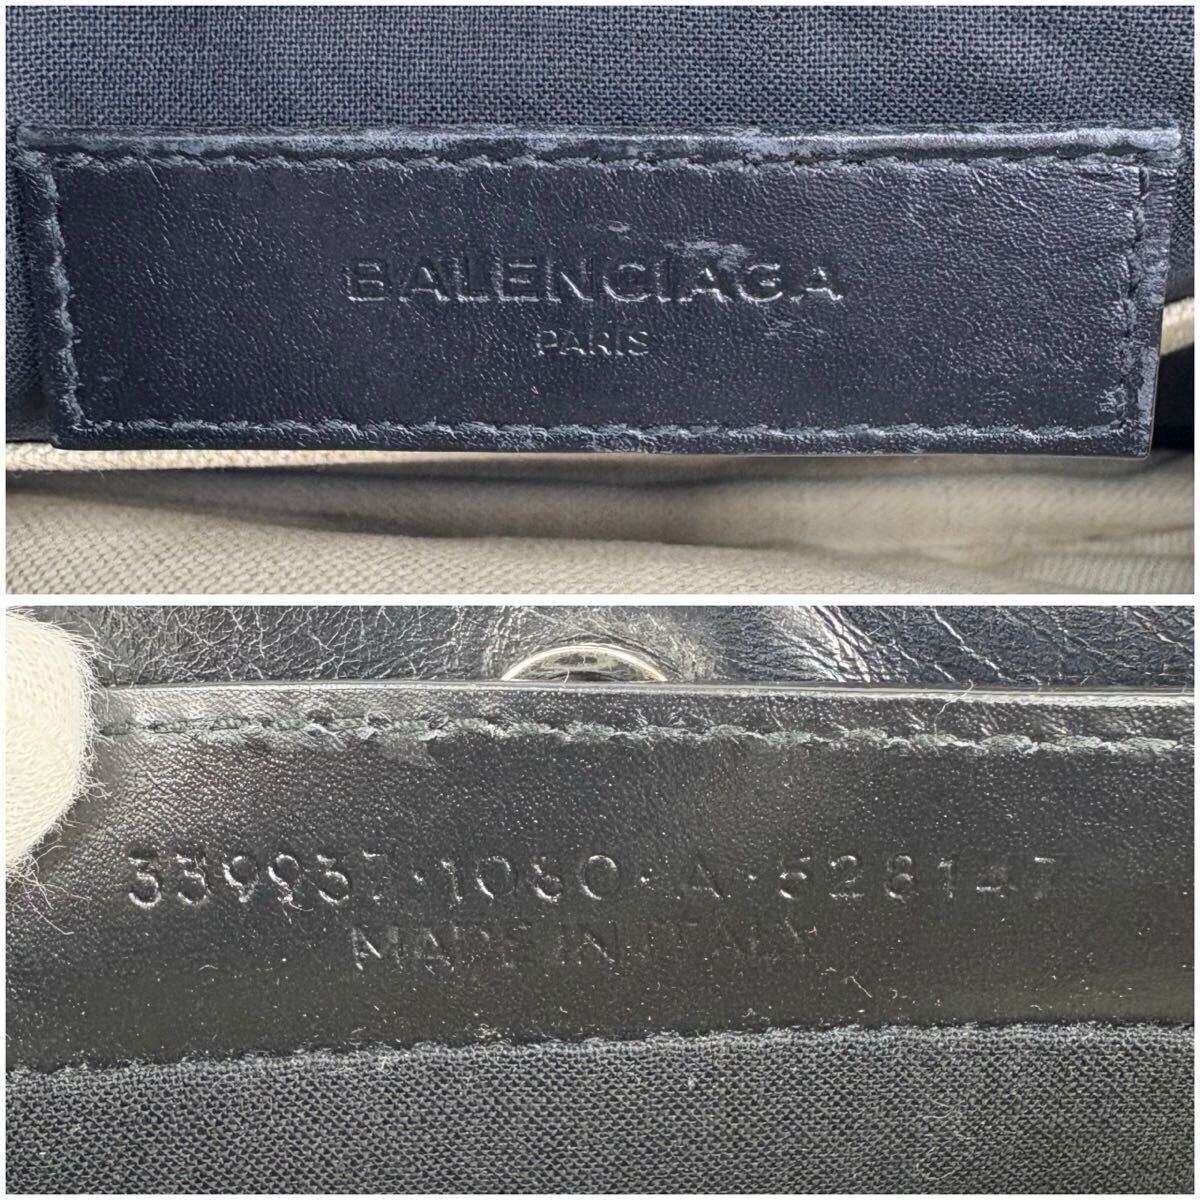 BALENCIAGA
PARIS
339937・1080・A・528147
MADE IN ITALY